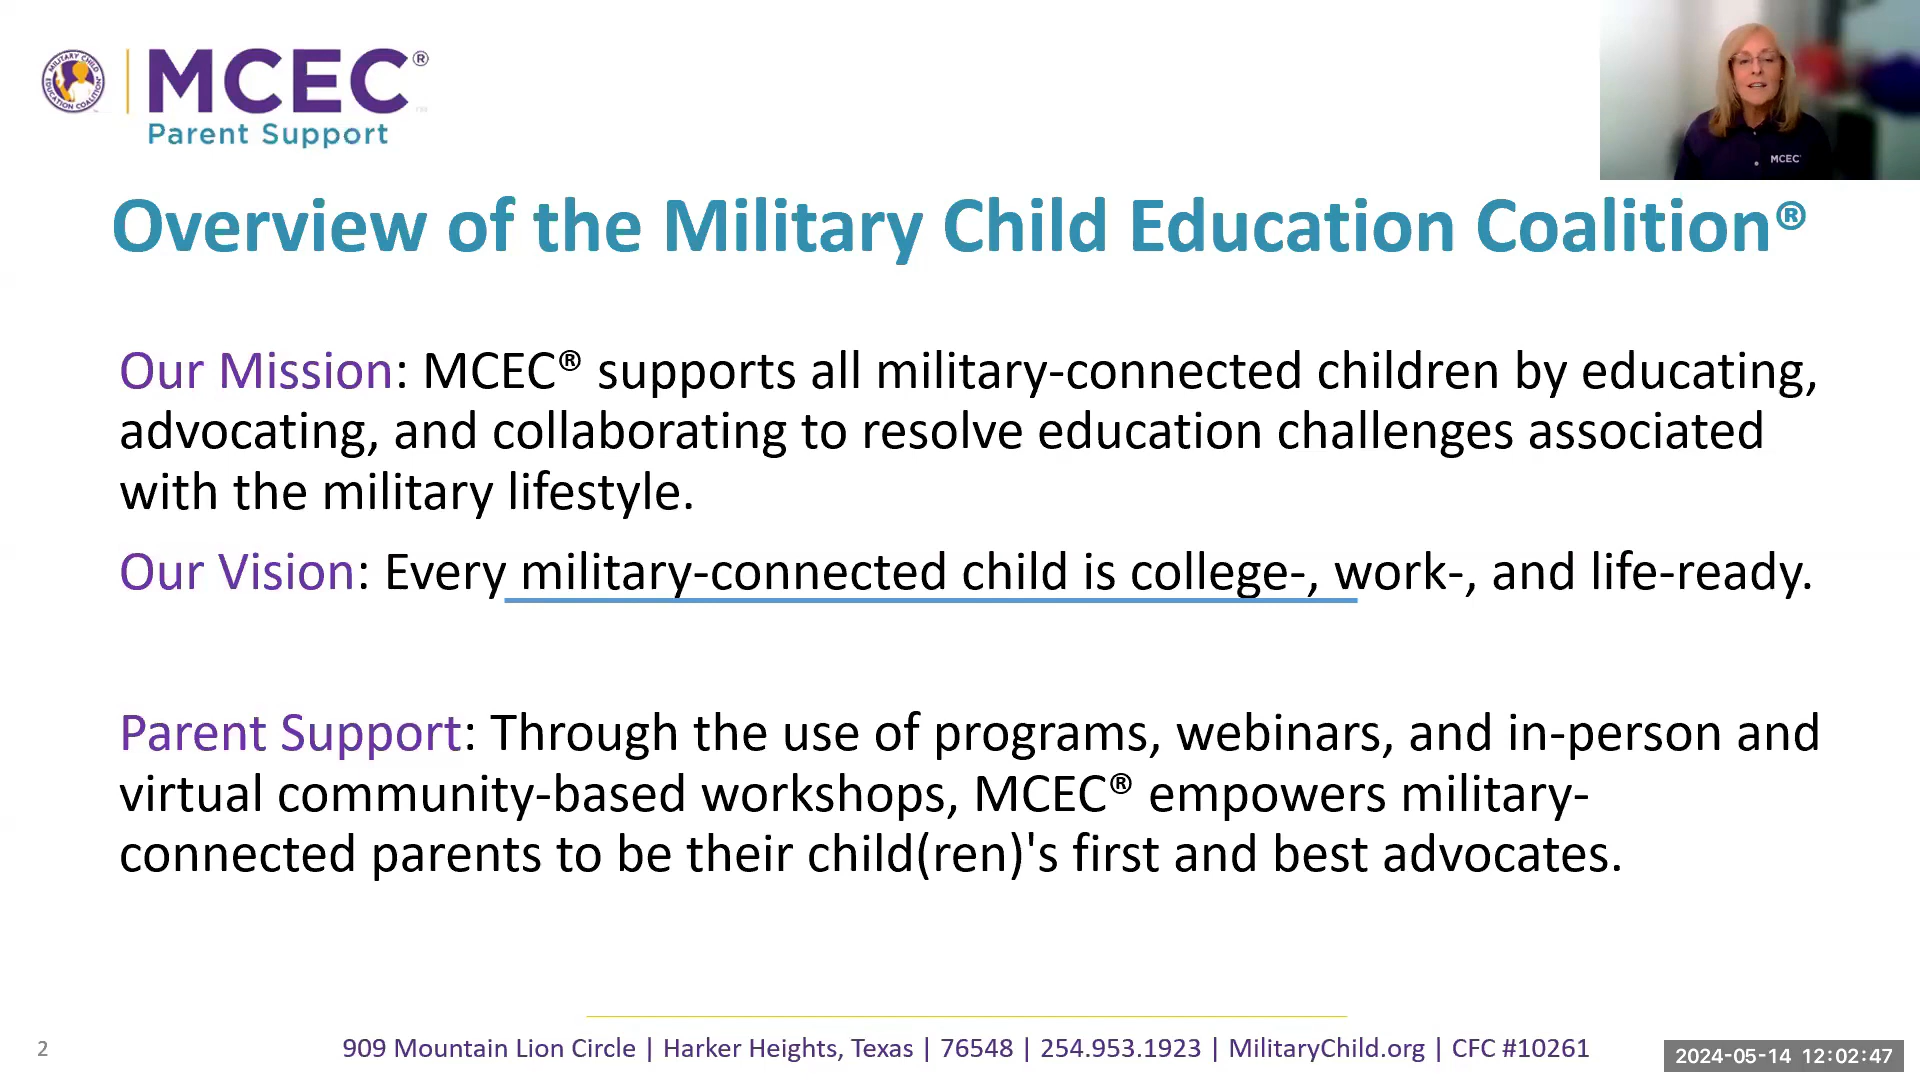 MILITARY CHILD EDUCATION COALITION
MCEC®
Parent Support
MCEC
Overview of the Military Child Education Coalition®
Our Mission: MCEC® supports all military-connected children by educating,
advocating, and collaborating to resolve education challenges associated
with the military lifestyle.
Our Vision: Every military-connected child is college-, work-, and life-ready.
Parent Support: Through the use of programs, webinars, and in-person and
virtual community-based workshops, MCEC® empowers military-
connected parents to be their child(ren)'s first and best advocates.
2
909 Mountain Lion Circle | Harker Heights, Texas | 76548 | 254.953.1923 | MilitaryChild.org | CFC #10261
2024-05-14 12:02:47